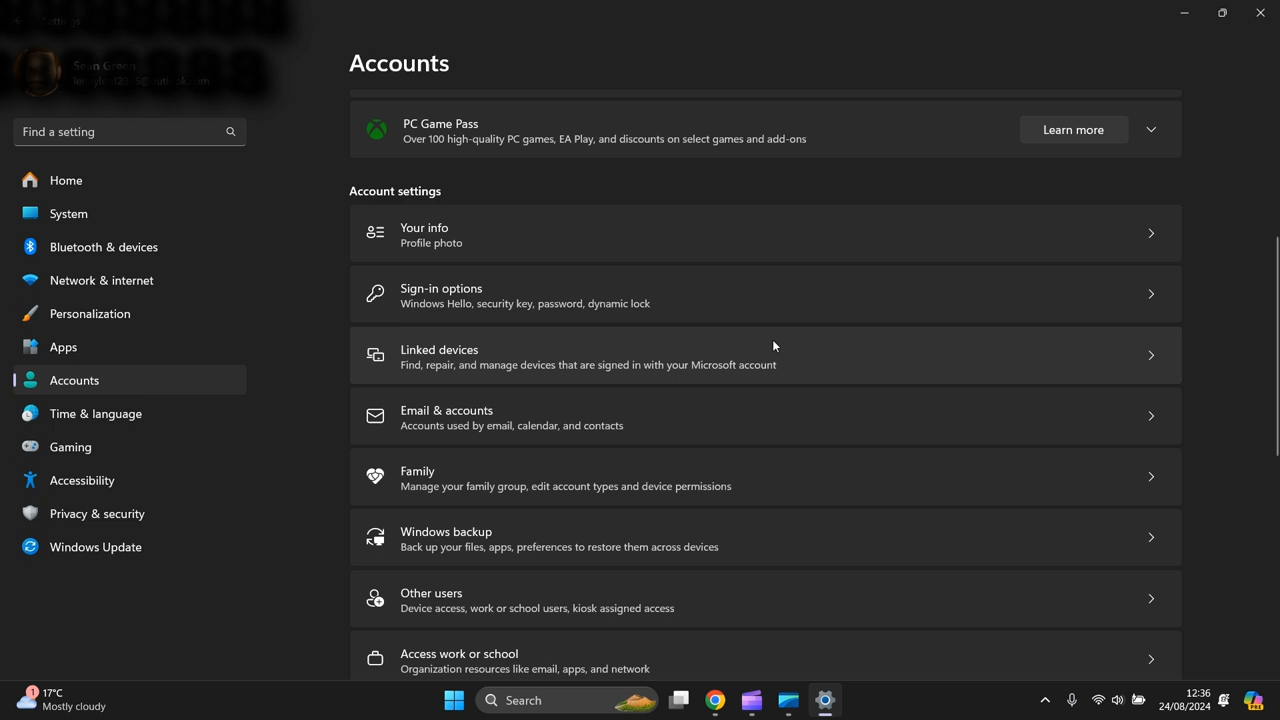 Settings
Sean Green
Find a setting
Home
System
Bluetooth & devices
Network & internet
Personalization
Apps
Accounts
Time & language
Gaming
Accessibility
Privacy & security
Windows Update
Accounts
PC Game Pass
Over 100 high-quality PC games, EA Play, and discounts on select games and add-ons
Learn more
Account settings
Your info
Profile photo
Sign-in options
Windows Hello, security key, password, dynamic lock
Linked devices
Find, repair, and manage devices that are signed in with your Microsoft account
Email & accounts
Accounts used by email, calendar, and contacts
Family
Manage your family group, edit account types and device permissions
Windows backup
Back up your files, apps, preferences to restore them across devices
Other users
Device access, work or school users, kiosk assigned access
Access work or school
Organization resources like email, apps, and network
1
17°C
Mostly cloudy
Search
12:36
24/08/2024
PRE